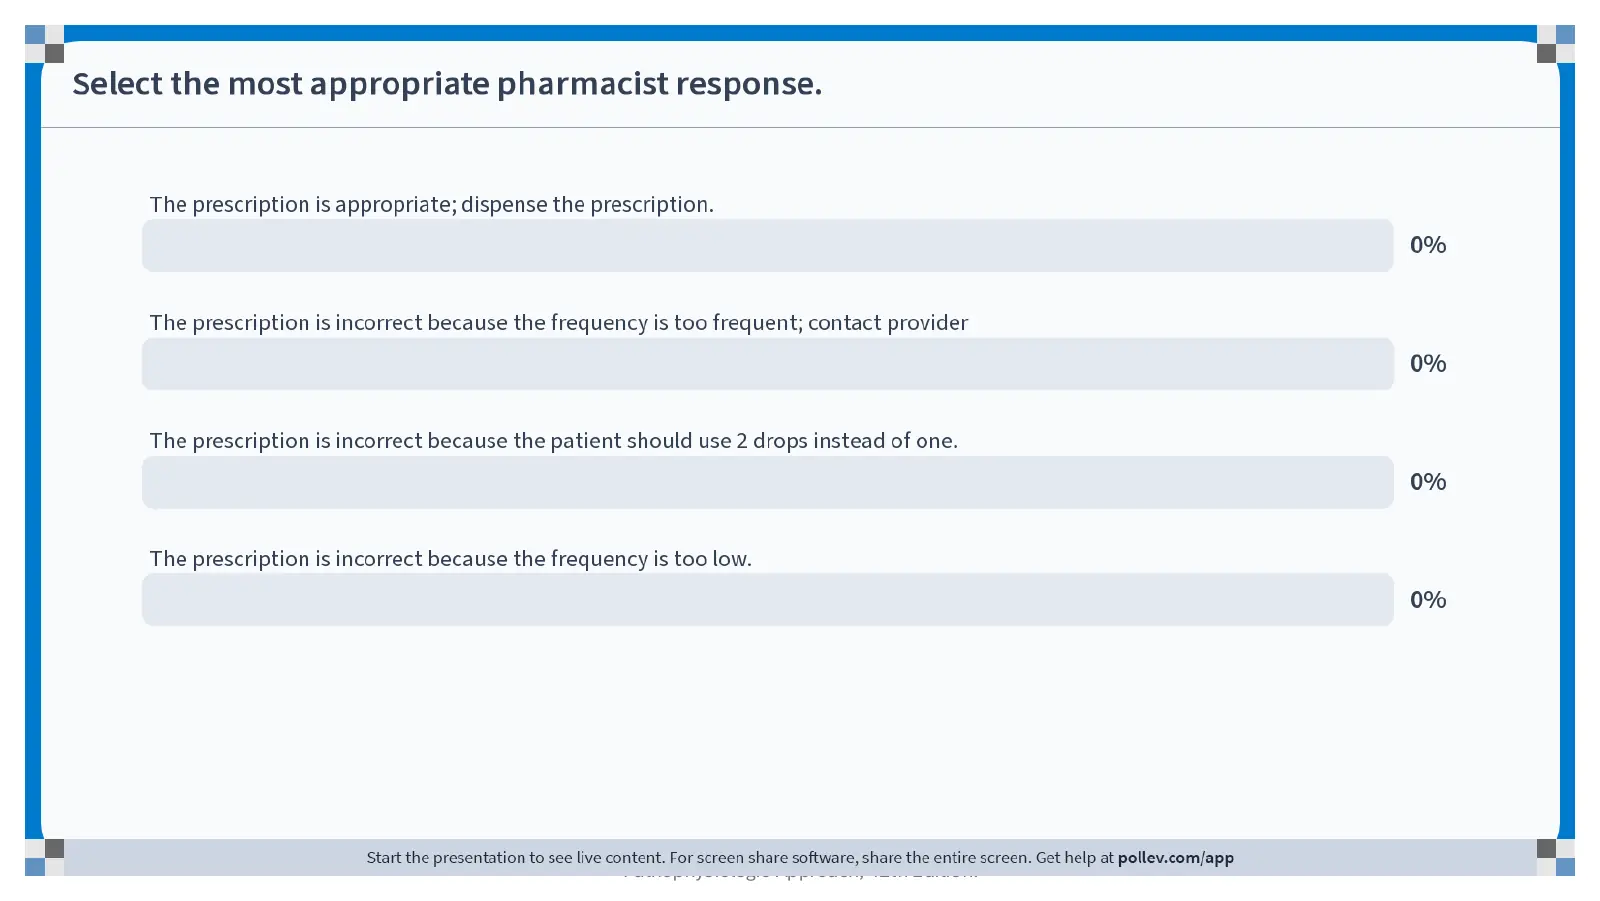 Select the most appropriate pharmacist response.
The prescription is appropriate; dispense the prescription.
0%
The prescription is incorrect because the frequency is too frequent; contact provider
0%
The prescription is incorrect because the patient should use 2 drops instead of one.
0%
The prescription is incorrect because the frequency is too low.
0%
Start the presentation to see live content. For screen share software, share the entire screen. Get help at pollev.com/app